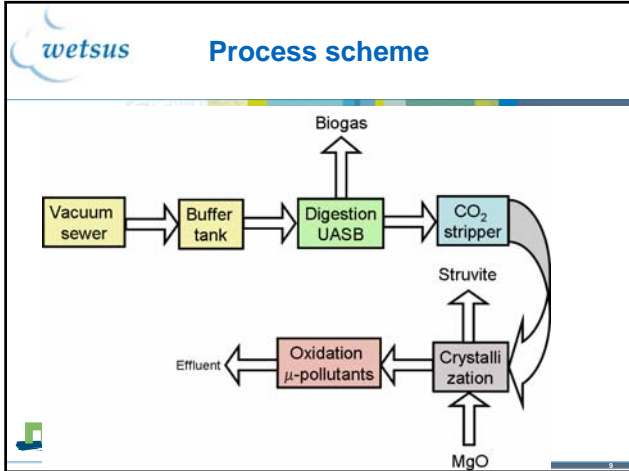 wetsus
Process scheme
Biogas
Vacuum
sewer
Buffer
tank
Digestion
UASB
CO₂
stripper
Struvite
Effluent
Oxidation
μ-pollutants
Crystalli
zation
MgO
9